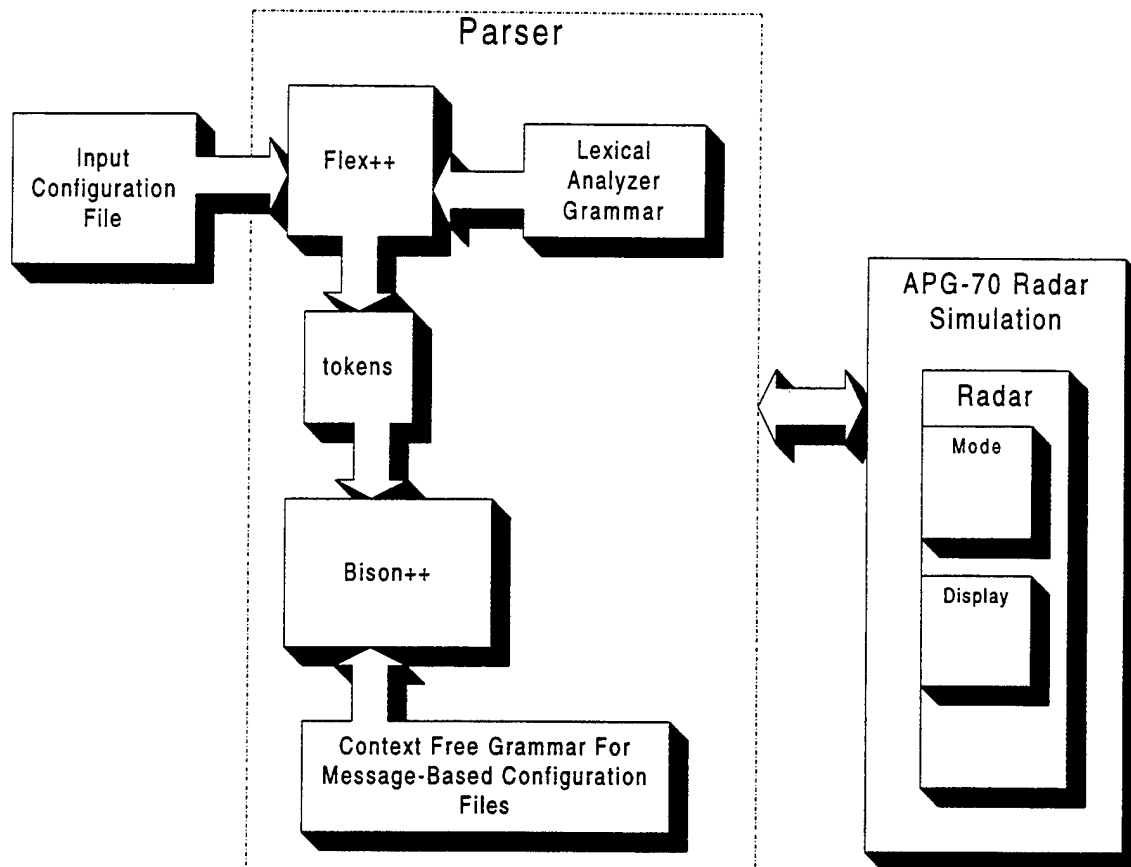 Parser
Input
Configuration
File
Flex++
Lexical
Analyzer
Grammar
tokens
Bison++
Context Free Grammar For
Message-Based Configuration
Files
APG-70 Radar
Simulation
Radar
Mode
Display